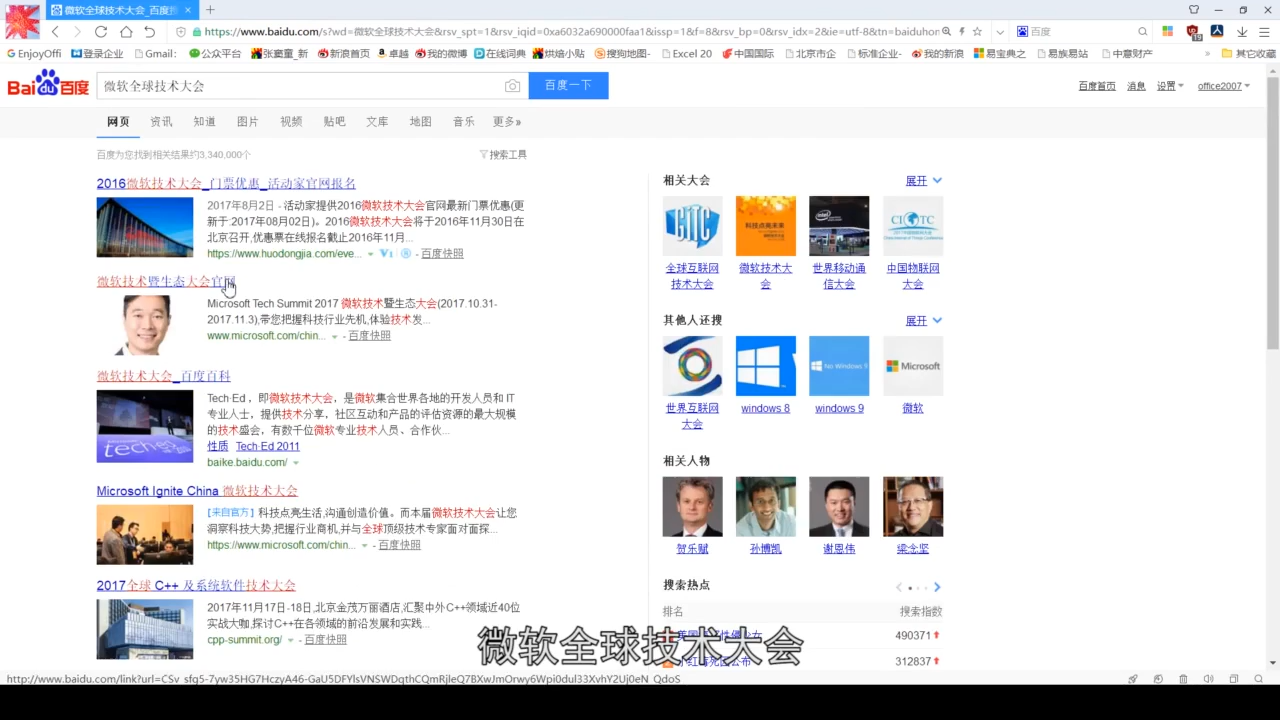 微软全球技术大会_百度搜
https://www.baidu.com/s?wd=微软全球技术大会&rsv_spt=1&rsv_iqid=0xa6032a690000faa1&issp=1&f=8&rsv_bp=0&rsv_idx=2&ie=utf-8&tn=baiduhom
百度
EnjoyOffi 登录企业 Gmail: 公众平台 新浪首页 卓越 我的微博 在线词典 烘焙小贴 搜狗地图- Excel 20 中国国际 北京市企 标准企业- 我的新浪 易宝典之 易族易站 中意财产 » 其它收藏
Bai百度 微软全球技术大会 百度一下 百度首页 消息 设置 office2007
网页 资讯 知道 图片 视频 贴吧 文库 地图 音乐 更多»
百度为您找到相关结果约3,340,000个 搜索工具
2016微软技术大会_门票优惠_活动家官网报名
2017年8月2日 - 活动家提供2016微软技术大会官网最新门票优惠(更
新于:2017年08月02日)。2016微软技术大会将于2016年11月30日在
北京召开,优惠票在线报名截止2016年11月...
https://www.huodongjia.com/eve... V1 - 百度快照
微软技术暨生态大会官网
Microsoft Tech Summit 2017 微软技术暨生态大会(2017.10.31-
2017.11.3),带您把握科技行业先机,体验技术发...
www.microsoft.com/chin... - 百度快照
微软技术大会_百度百科
Tech·Ed ，即微软技术大会，是微软集合世界各地的开发人员和 IT
专业人士，提供技术分享，社区互动和产品的评估资源的最大规模
的技术盛会，有数千位微软专业技术人员、合作伙...
性质 Tech·Ed 2011
baike.baidu.com/
tech·ed
Microsoft Ignite China 微软技术大会
[来自官方] 科技点亮生活,沟通创造价值。而本届微软技术大会让您
洞察科技大势,把握行业商机,并与全球顶级技术专家面对面探...
https://www.microsoft.com/chin... - 百度快照
2017全球 C++ 及系统软件技术大会
2017年11月17日-18日,北京金茂万丽酒店,汇聚中外C++领域近40位
实战大咖,探讨C++在各领域的前沿发展和实践...
cpp-summit.org/ - 百度快照
相关大会 展开
GITC 科技点亮未来 intel CIOTC
全球互联网技术大会 微软技术大会 世界移动通信大会 中国物联网大会
其他人还搜 展开
No Windows 9 Microsoft
世界互联网大会 windows 8 windows 9 微软
相关人物
贺乐赋 孙博凯 谢恩伟 梁念坚
搜索热点
排名 搜索指数
490371
312837
微软全球技术大会